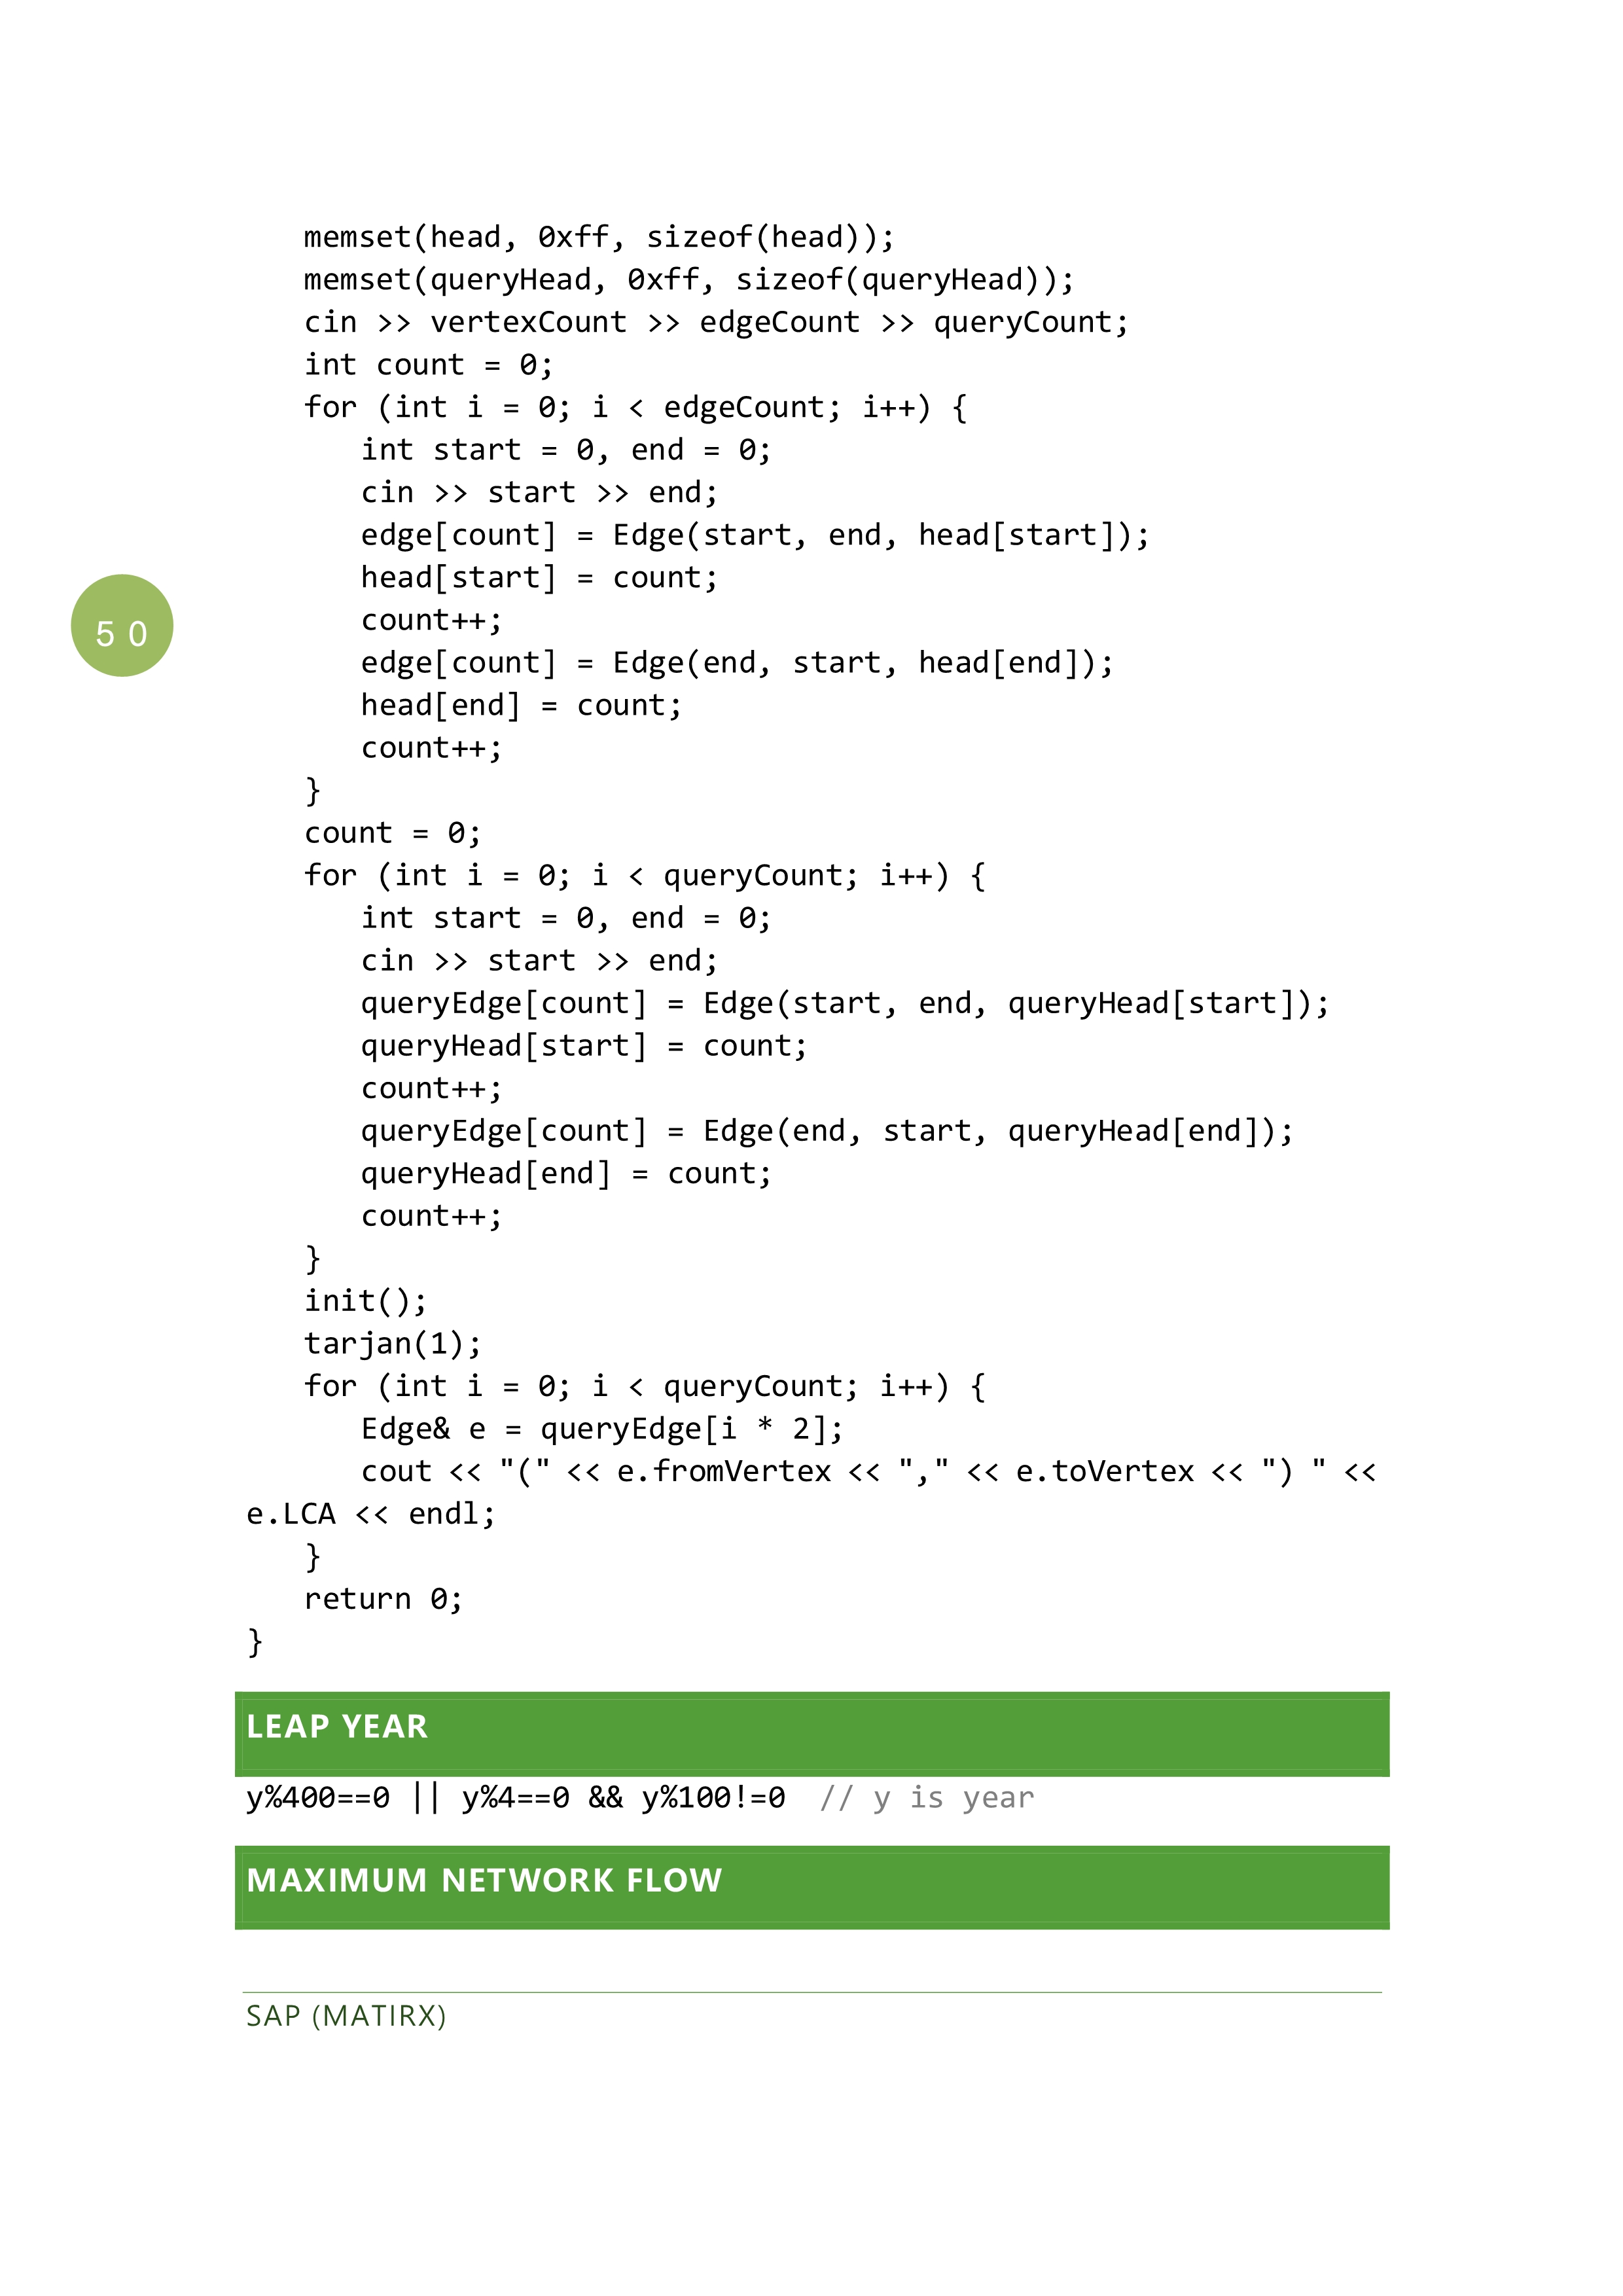 memset(head, 0xff, sizeof(head));
    memset(queryHead, 0xff, sizeof(queryHead));
    cin >> vertexCount >> edgeCount >> queryCount;
    int count = 0;
    for (int i = 0; i < edgeCount; i++) {
        int start = 0, end = 0;
        cin >> start >> end;
        edge[count] = Edge(start, end, head[start]);
        head[start] = count;
50
        count++;
        edge[count] = Edge(end, start, head[end]);
        head[end] = count;
        count++;
    }
    count = 0;
    for (int i = 0; i < queryCount; i++) {
        int start = 0, end = 0;
        cin >> start >> end;
        queryEdge[count] = Edge(start, end, queryHead[start]);
        queryHead[start] = count;
        count++;
        queryEdge[count] = Edge(end, start, queryHead[end]);
        queryHead[end] = count;
        count++;
    }
    init();
    tarjan(1);
    for (int i = 0; i < queryCount; i++) {
        Edge& e = queryEdge[i * 2];
        cout << "(" << e.fromVertex << "," << e.toVertex << ") " <<
e.LCA << endl;
    }
    return 0;
}
LEAP YEAR
y%400==0 || y%4==0 && y%100!=0  // y is year
MAXIMUM NETWORK FLOW
SAP (MATIRX)